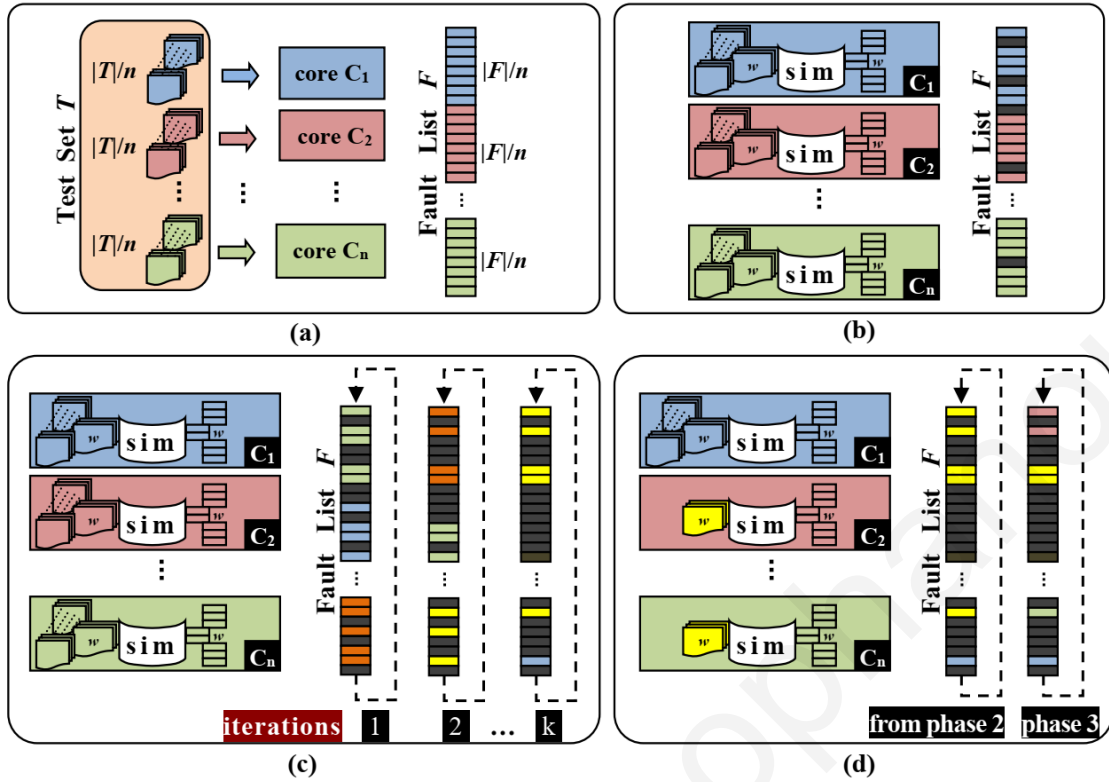 Test Set T
|T|/n
|T|/n
|T|/n
core C1
core C2
core Cn
Fault List F
|F|/n
|F|/n
|F|/n
(a)
w
sim
w
C1
w
sim
w
C2
w
sim
w
Cn
Fault List F
(b)
w
sim
w
C1
w
sim
w
C2
w
sim
w
Cn
Fault List F
iterations 1 2 ... k
(c)
w
sim
w
C1
w
sim
w
C2
w
sim
w
Cn
Fault List F
from phase 2 phase 3
(d)